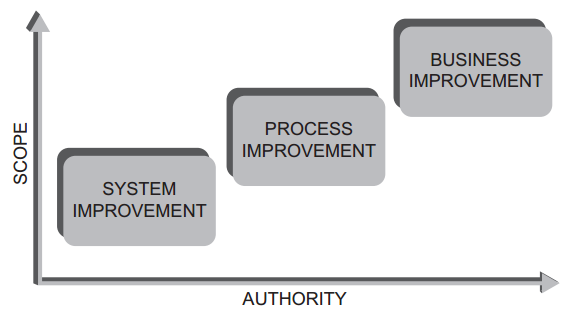 BUSINESS
IMPROVEMENT
PROCESS
IMPROVEMENT
SYSTEM
IMPROVEMENT
SCOPE
AUTHORITY